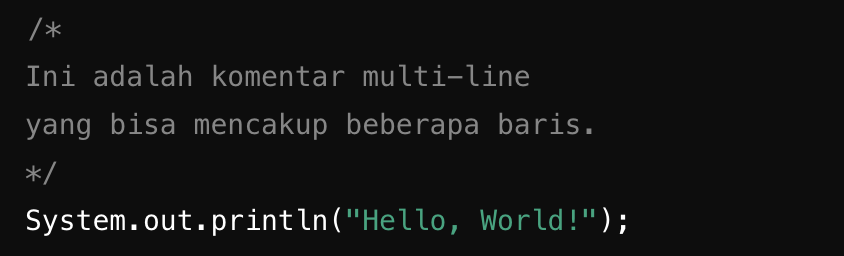 /*
Ini adalah komentar multi-line
yang bisa mencakup beberapa baris.
*/
System.out.println("Hello, World!");